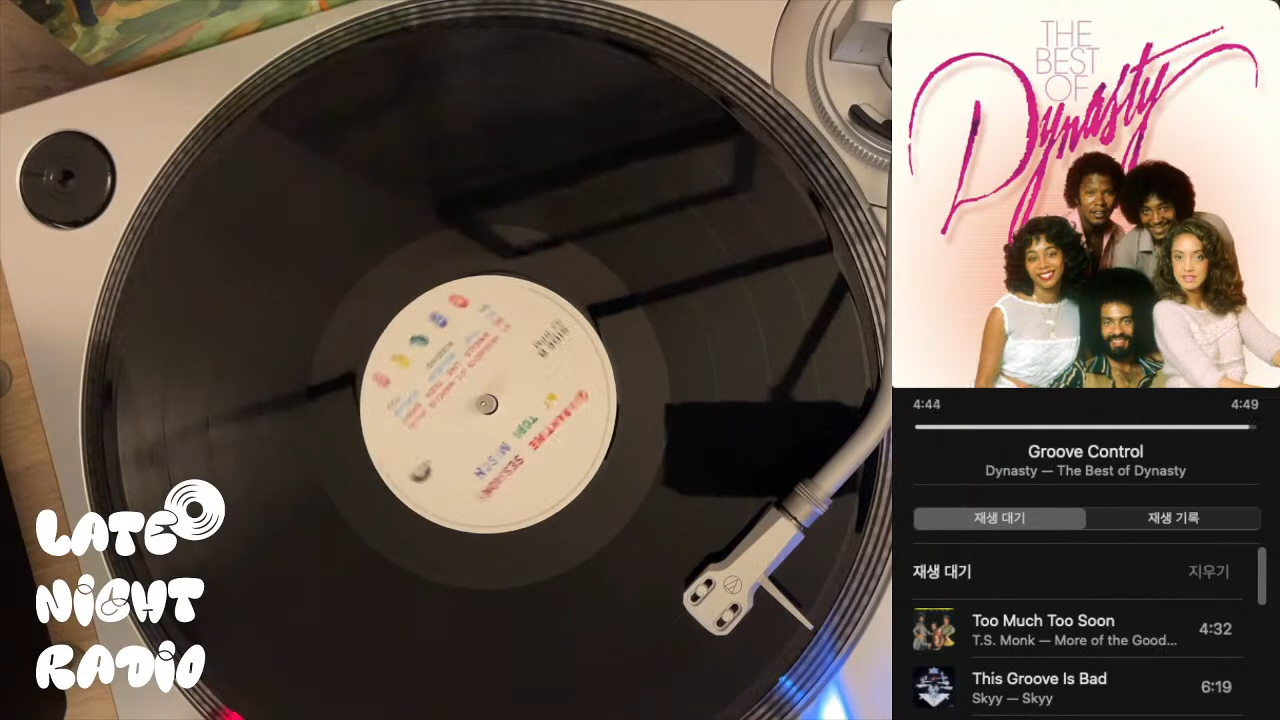 LATE
NIGHT
RADIO
QUARANTINE SESSIONS
THE
BEST
OF
Dynasty
4:44
4:49
Groove Control
Dynasty — The Best of Dynasty
재생 대기
재생 기록
재생 대기
지우기
Too Much Too Soon
4:32
T.S. Monk — More of the Good...
This Groove Is Bad
6:19
Skyy — Skyy